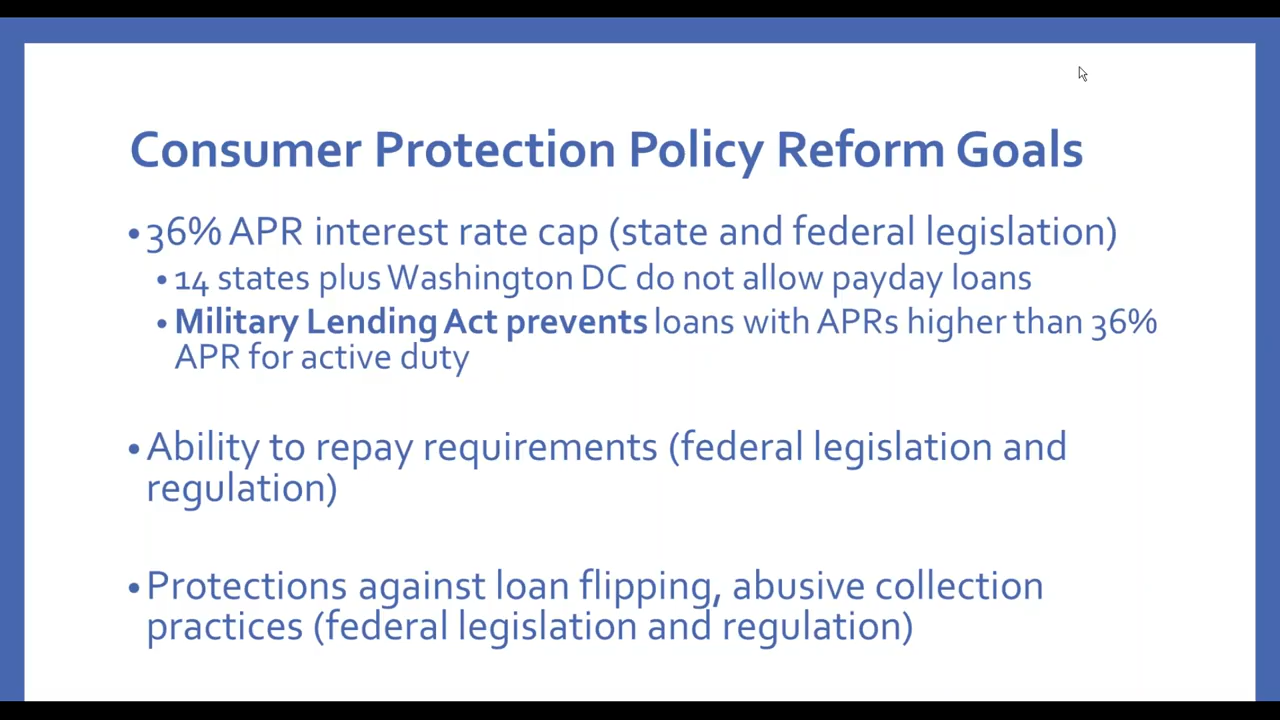 Consumer Protection Policy Reform Goals
•36% APR interest rate cap (state and federal legislation)
•14 states plus Washington DC do not allow payday loans
•Military Lending Act prevents loans with APRs higher than 36%
APR for active duty
•Ability to repay requirements (federal legislation and
regulation)
•Protections against loan flipping, abusive collection
practices (federal legislation and regulation)